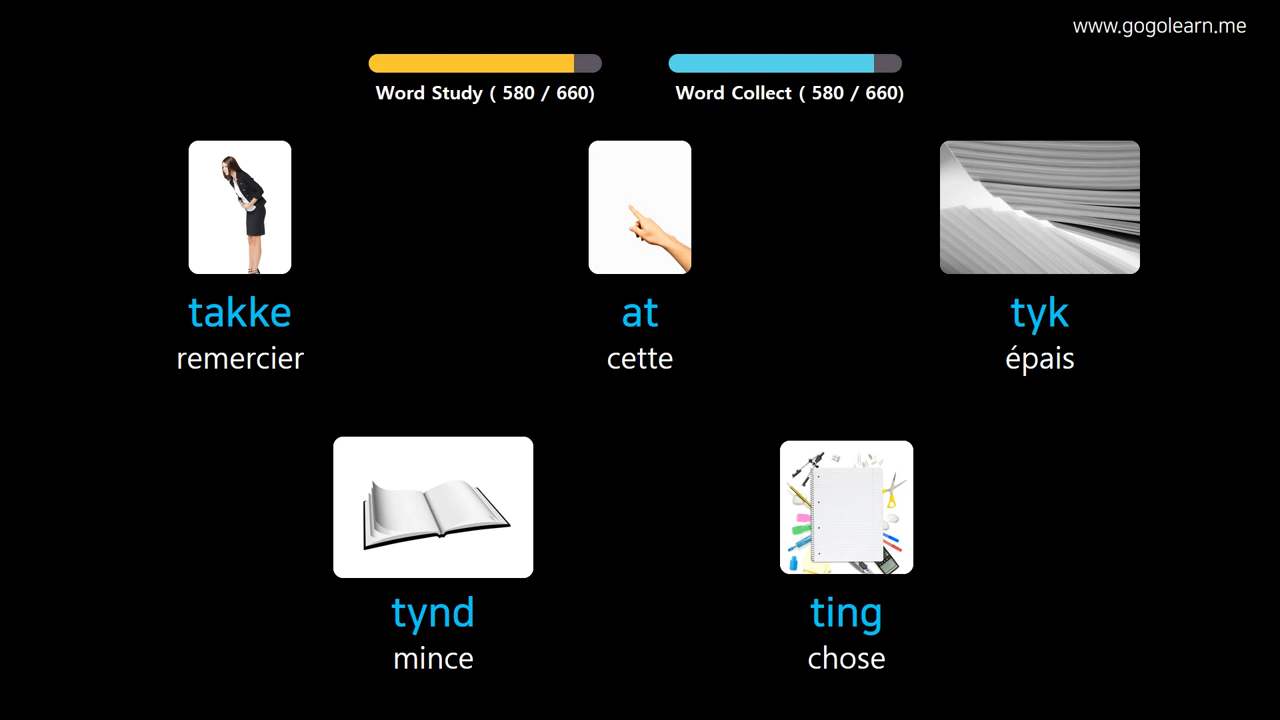 www.gogolearn.me
Word Study ( 580 / 660)
Word Collect ( 580 / 660)
takke
remercier
at
cette
tyk
épais
tynd
mince
ting
chose